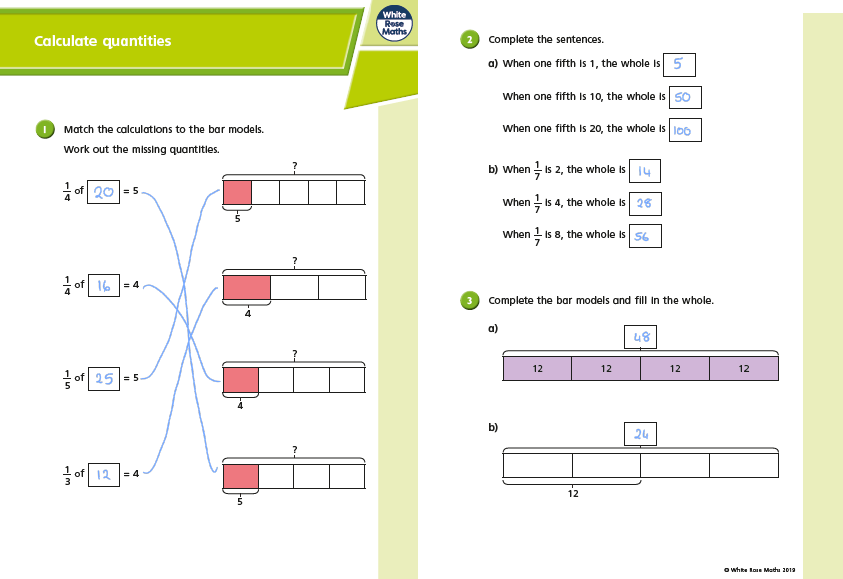 Calculate quantities
White
Rose
Maths
1 Match the calculations to the bar models.
Work out the missing quantities.
1/4 of 20 = 5
?
5
1/4 of 16 = 4
?
4
1/5 of 25 = 5
?
4
1/3 of 12 = 4
?
5
2 Complete the sentences.
a) When one fifth is 1, the whole is 5
When one fifth is 10, the whole is 50
When one fifth is 20, the whole is 100
b) When 1/7 is 2, the whole is 14
When 1/7 is 4, the whole is 28
When 1/7 is 8, the whole is 56
3 Complete the bar models and fill in the whole.
a)
48
12 12 12 12
b)
24
12
© White Rose Maths 2019